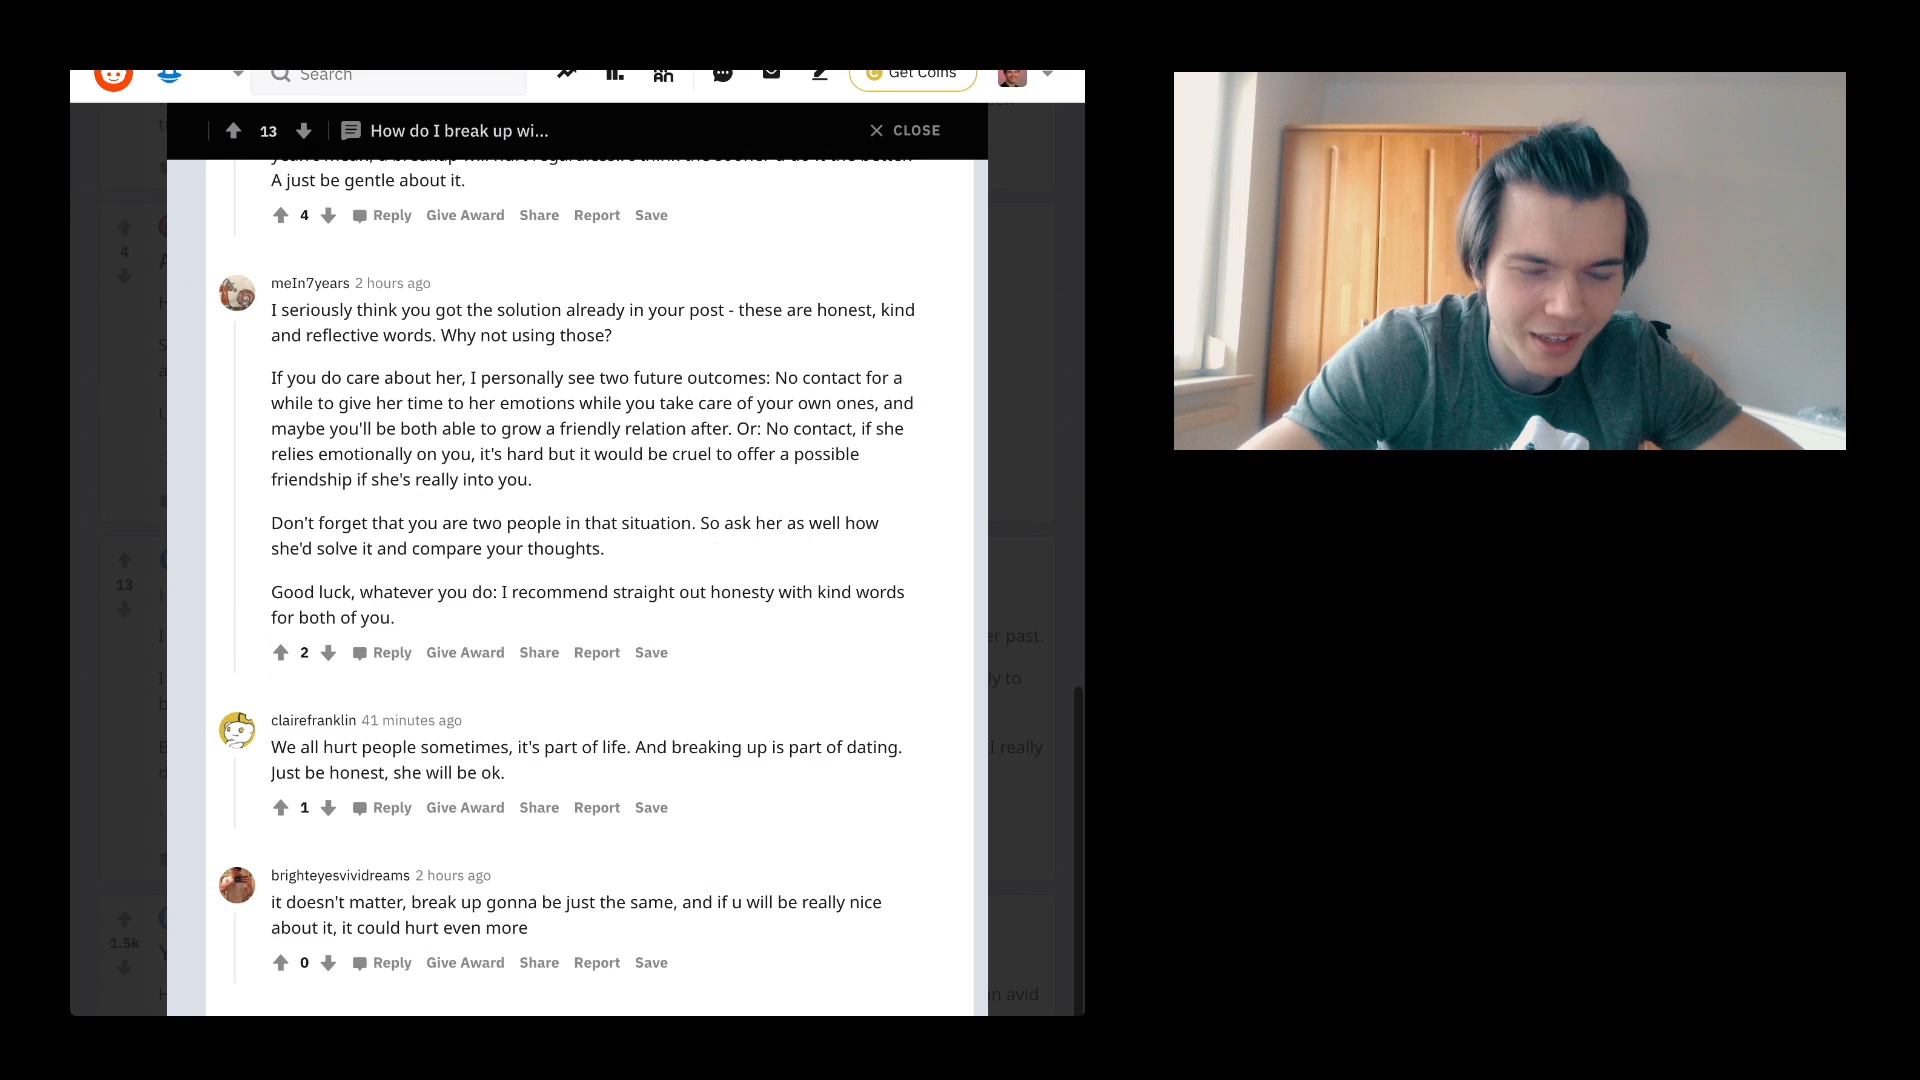 Search
Get Coins
13
How do I break up wi...
CLOSE
A just be gentle about it.
4 Reply Give Award Share Report Save
meIn7years 2 hours ago
I seriously think you got the solution already in your post - these are honest, kind
and reflective words. Why not using those?
If you do care about her, I personally see two future outcomes: No contact for a
while to give her time to her emotions while you take care of your own ones, and
maybe you'll be both able to grow a friendly relation after. Or: No contact, if she
relies emotionally on you, it's hard but it would be cruel to offer a possible
friendship if she's really into you.
Don't forget that you are two people in that situation. So ask her as well how
she'd solve it and compare your thoughts.
Good luck, whatever you do: I recommend straight out honesty with kind words
for both of you.
2 Reply Give Award Share Report Save
clairefranklin 41 minutes ago
We all hurt people sometimes, it's part of life. And breaking up is part of dating.
Just be honest, she will be ok.
1 Reply Give Award Share Report Save
brighteyesvividreams 2 hours ago
it doesn't matter, break up gonna be just the same, and if u will be really nice
about it, it could hurt even more
0 Reply Give Award Share Report Save
4
13
1.5k
er past.
ly to
I really
n avid